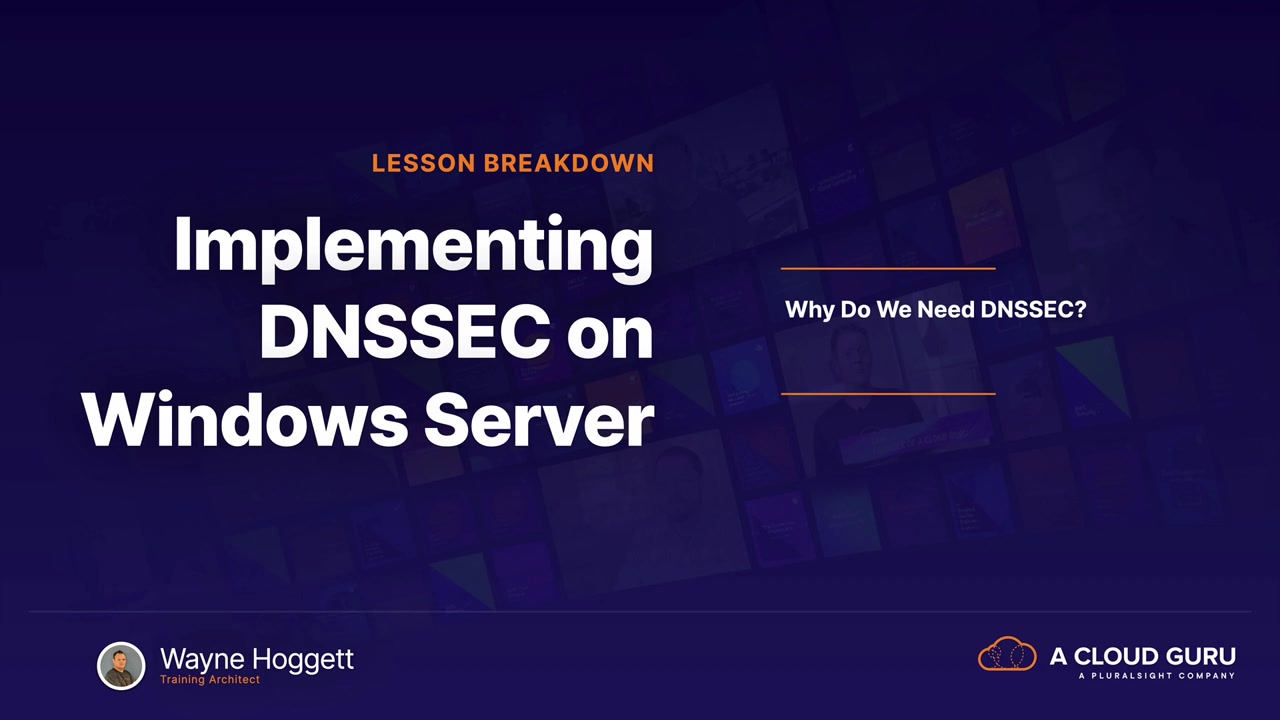 LESSON BREAKDOWN
Implementing
DNSSEC on
Windows Server
Why Do We Need DNSSEC?
Wayne Hoggett
Training Architect
A CLOUD GURU
A PLURALSIGHT COMPANY